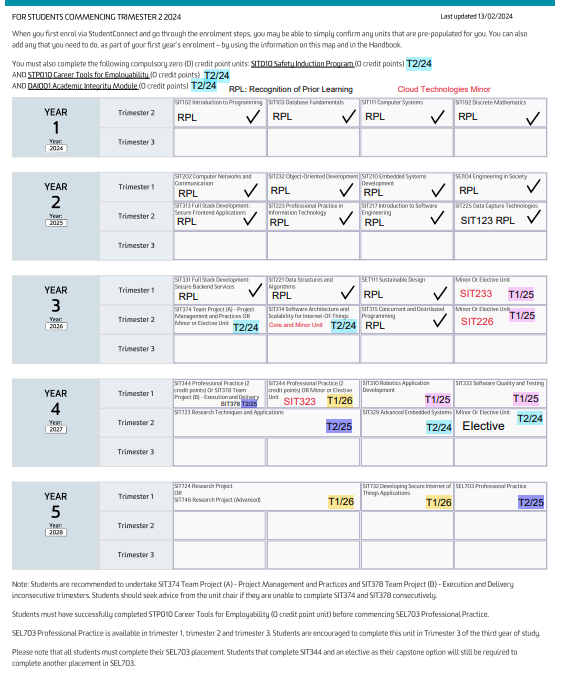 FOR STUDENTS COMMENCING TRIMESTER 2 2024
Last updated 13/02/2024
When you first enrol via StudentConnect and go through the enrolment steps, you may be able to simply confirm any units that are pre-populated for you. You can also
add any that you need to do, as part of your first year's enrolment – by using the information on this map and in the Handbook.
You must also complete the following compulsory zero (0) credit point units: SIT010 Safety Induction Program (0 credit points) T2/24
AND STP010 Career Tools for Employability (0 credit points) T2/24
AND DAI001 Academic Integrity Module (0 credit points) T2/24 RPL: Recognition of Prior Learning Cloud Technologies Minor
YEAR 1 Year: 2024
Trimester 2
SIT102 Introduction to Programming RPL
SIT103 Database Fundamentals RPL
SIT111 Computer Systems RPL
SIT192 Discrete Mathematics RPL
Trimester 3
YEAR 2 Year: 2025
Trimester 1
SIT202 Computer Networks and Communication RPL
SIT232 Object-Oriented Development RPL
SIT210 Embedded Systems Development RPL
SEJ104 Engineering in Society RPL
Trimester 2
SIT313 Full Stack Development: Secure Frontend Applications RPL
SIT223 Professional Practice in Information Technology RPL
SIT217 Introduction to Software Engineering RPL
SIT225 Data Capture Technologies SIT123 RPL
Trimester 3
YEAR 3 Year: 2026
Trimester 1
SIT331 Full Stack Development: Secure Backend Services RPL
SIT221 Data Structures and Algorithms RPL
SET111 Sustainable Design RPL
Minor Or Elective Unit SIT233 T1/25
Trimester 2
SIT374 Team Project (A) - Project Management and Practices OR Minor or Elective Unit T2/24
SIT314 Software Architecture and Scalability for Internet-Of-Things Core and Minor Unit T2/24
SIT315 Concurrent and Distributed Programming RPL
Minor Or Elective Unit SIT226 T1/25
Trimester 3
YEAR 4 Year: 2027
Trimester 1
SIT344 Professional Practice (2 credit points) Or SIT378 Team Project (B) - Execution and Delivery SIT378 T2/25
SIT344 Professional Practice (2 credit points) OR Minor or Elective Unit SIT323 T1/26
SIT310 Robotics Application Development T1/25
SIT333 Software Quality and Testing T1/25
Trimester 2
SIT723 Research Techniques and Applications T2/25
SIT329 Advanced Embedded Systems T2/24
Minor Or Elective Unit Elective T2/24
Trimester 3
YEAR 5 Year: 2028
Trimester 1
SIT724 Research Project OR SIT746 Research Project (Advanced) T1/26
SIT732 Developing Secure Internet of Things Applications T1/26
SEL703 Professional Practice T2/25
Trimester 2
Trimester 3
Note: Students are recommended to undertake SIT374 Team Project (A) - Project Management and Practices and SIT378 Team Project (B) - Execution and Delivery
inconsecutive trimesters. Students should seek advice from the unit chair if they are unable to complete SIT374 and SIT378 consecutively.
Students must have successfully completed STP010 Career Tools for Employability (0 credit point unit) before commencing SEL703 Professional Practice.
SEL703 Professional Practice is available in trimester 1, trimester 2 and trimester 3. Students are encouraged to complete this unit in Trimester 3 of the third year of study.
Please note that all students must complete their SEL703 placement. Students that complete SIT344 and an elective as their capstone option will still be required to
complete another placement in SEL703.